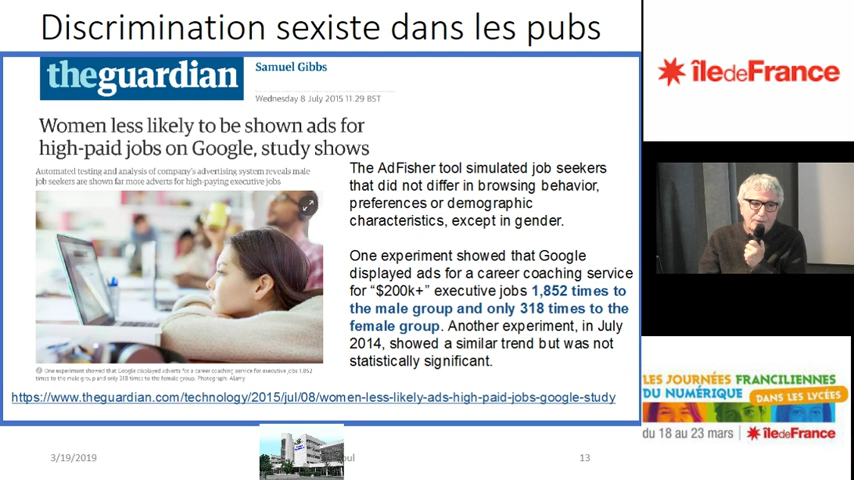 Discrimination sexiste dans les pubs
theguardian
Samuel Gibbs
Wednesday 8 July 2015 11.29 BST
Women less likely to be shown ads for
high-paid jobs on Google, study shows
Automated testing and analysis of company's advertising system reveals male
job seekers are shown far more adverts for high-paying executive jobs
The AdFisher tool simulated job seekers
that did not differ in browsing behavior,
preferences or demographic
characteristics, except in gender.
One experiment showed that Google
displayed ads for a career coaching service
for “$200k+” executive jobs 1,852 times to
the male group and only 318 times to the
female group. Another experiment, in July
2014, showed a similar trend but was not
statistically significant.
One experiment showed that Google displayed adverts for a career coaching service for executive jobs 1,852
times to the male group and only 318 times to the female group. Photograph: Alamy
https://www.theguardian.com/technology/2015/jul/08/women-less-likely-ads-high-paid-jobs-google-study
3/19/2019
13
îledeFrance
LES JOURNÉES FRANCILIENNES
DU NUMÉRIQUE DANS LES LYCÉES
du 18 au 23 mars | îledeFrance